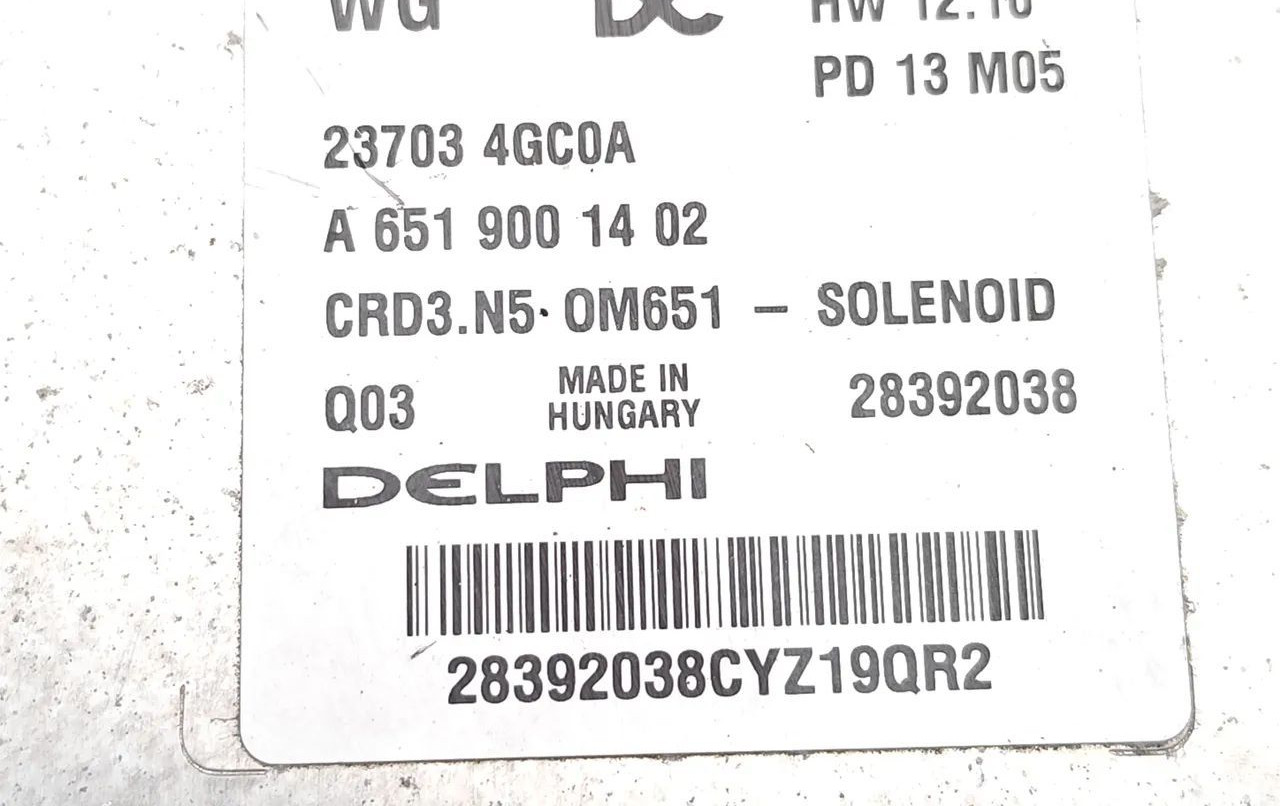 WG DC HW 12.10
PD 13 M05
23703 4GC0A
A 651 900 14 02
CRD3.N5 OM651 – SOLENOID
Q03 MADE IN HUNGARY 28392038
DELPHI
28392038CYZ19QR2